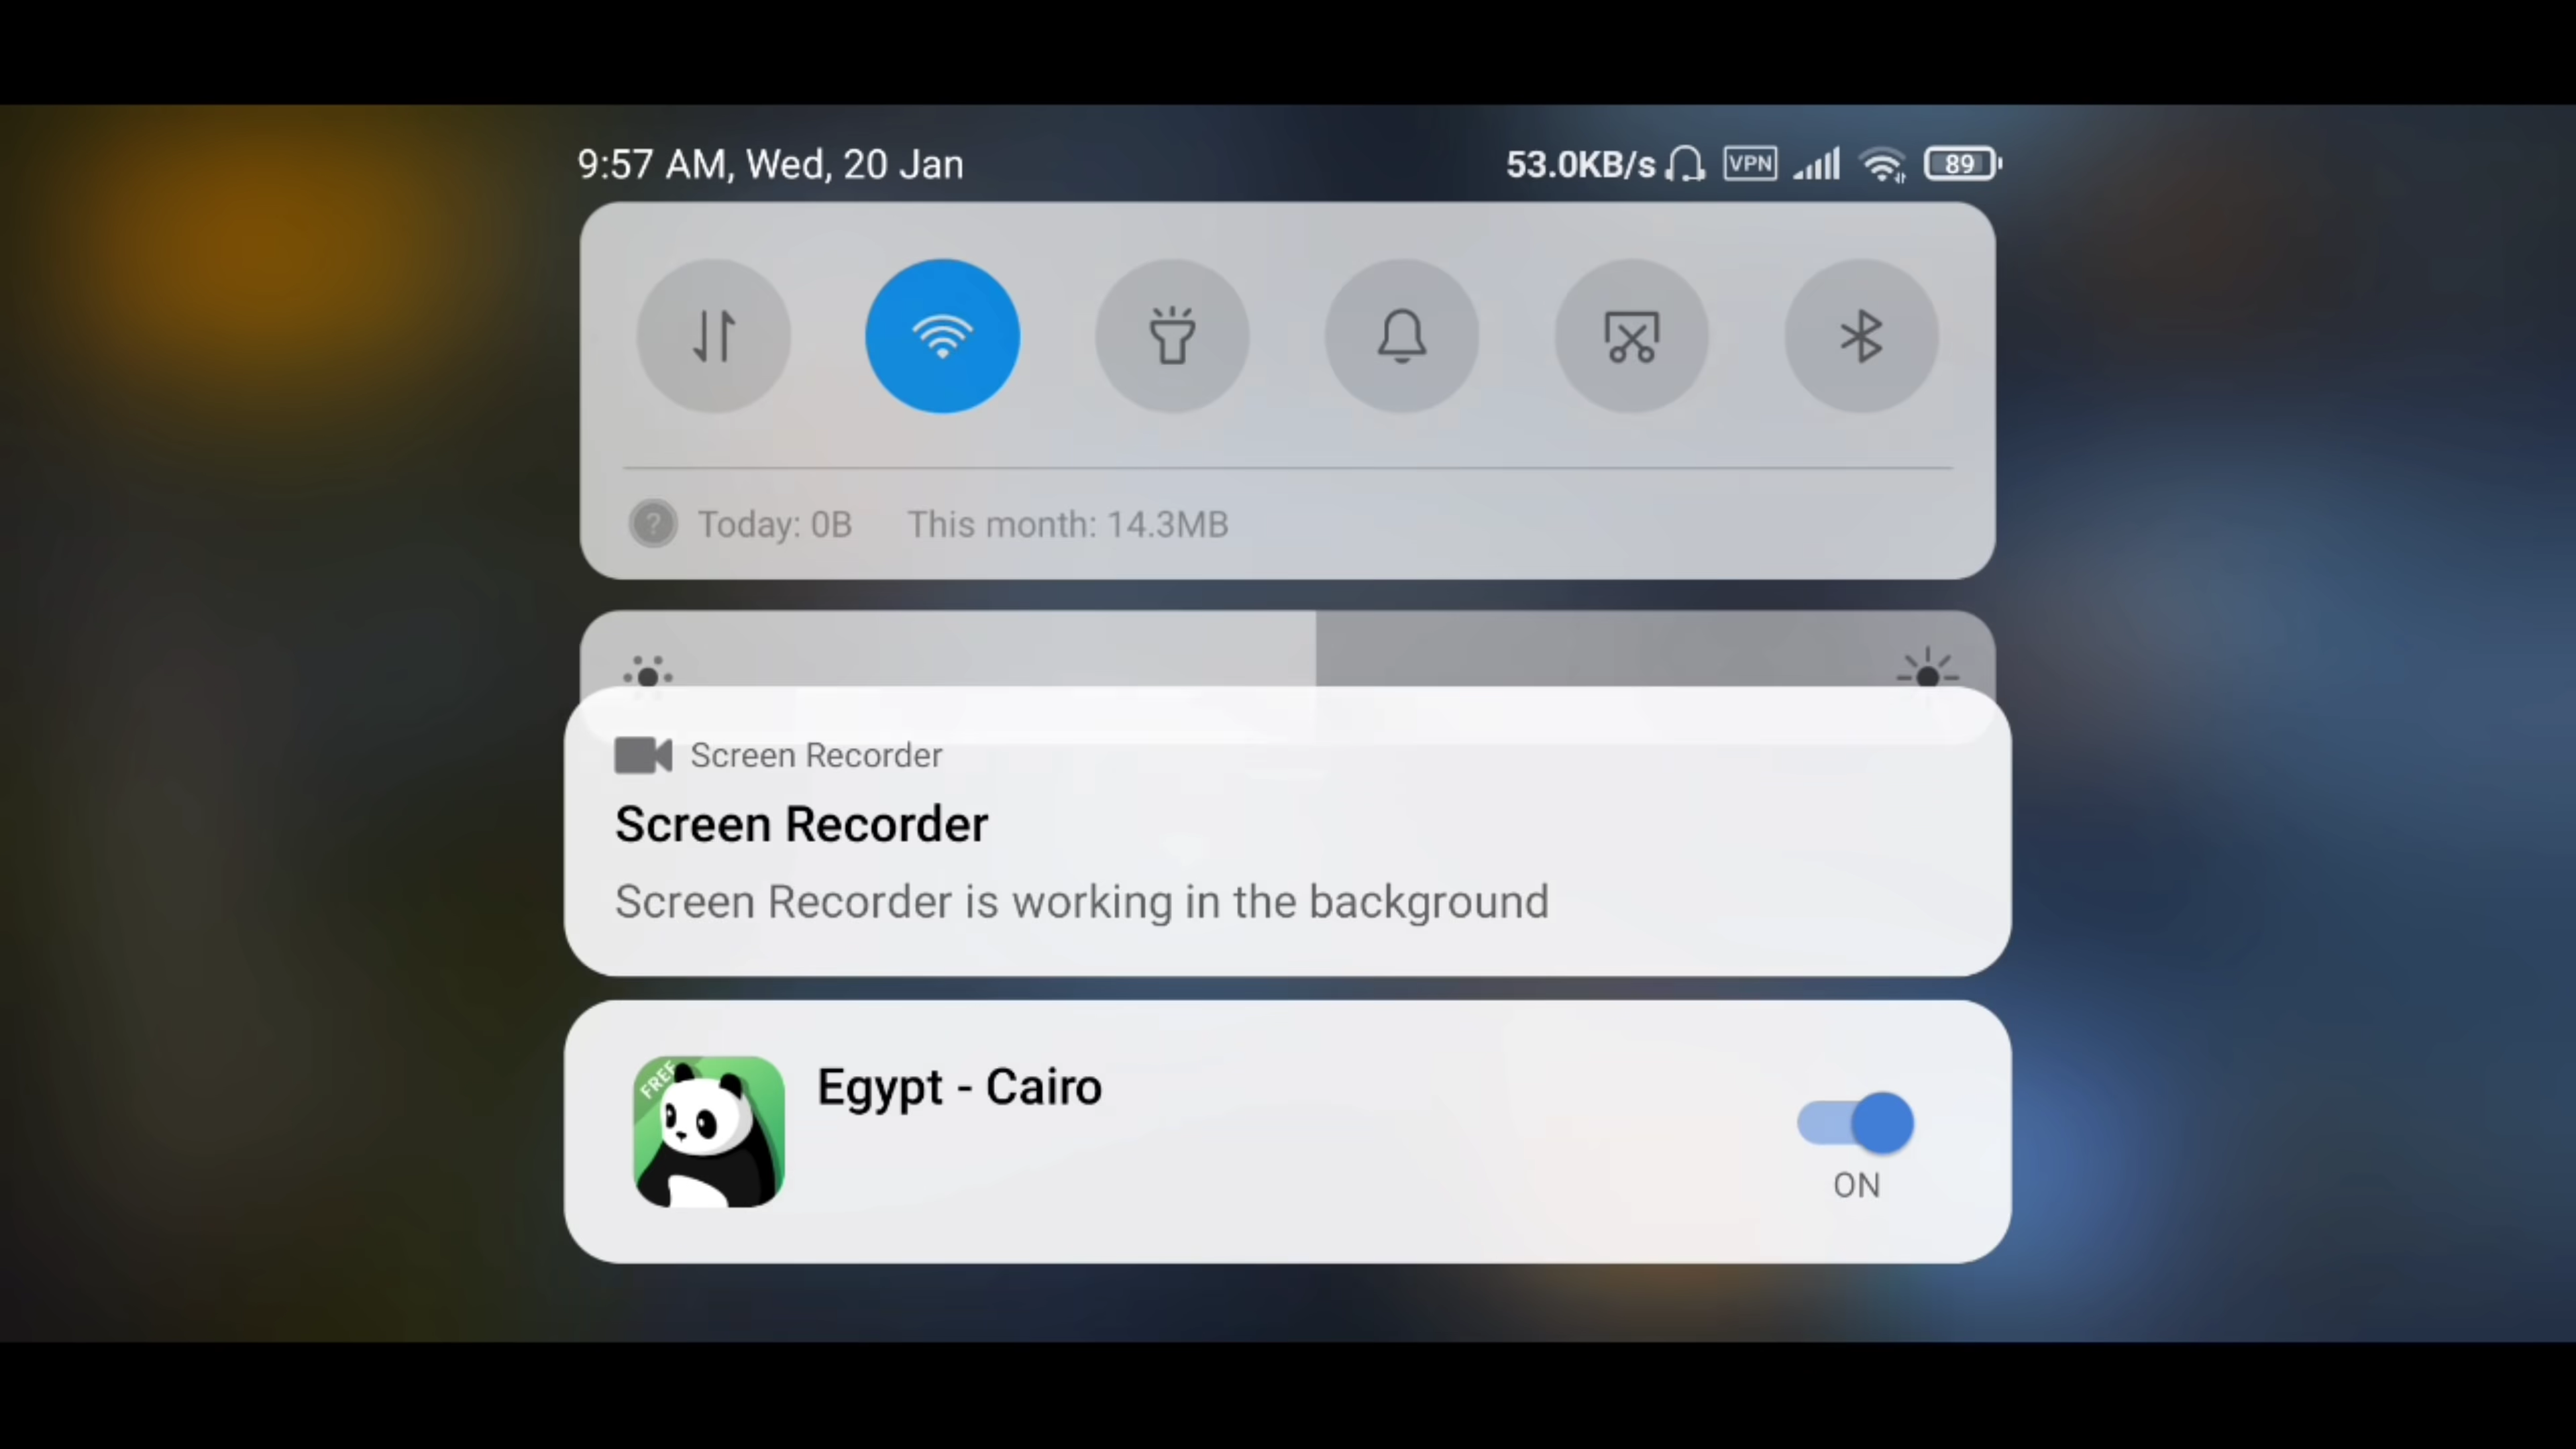 9:57 AM, Wed, 20 Jan 53.0KB/s VPN 89
Today: 0B This month: 14.3MB
Screen Recorder
Screen Recorder
Screen Recorder is working in the background
FREE
Egypt - Cairo
ON